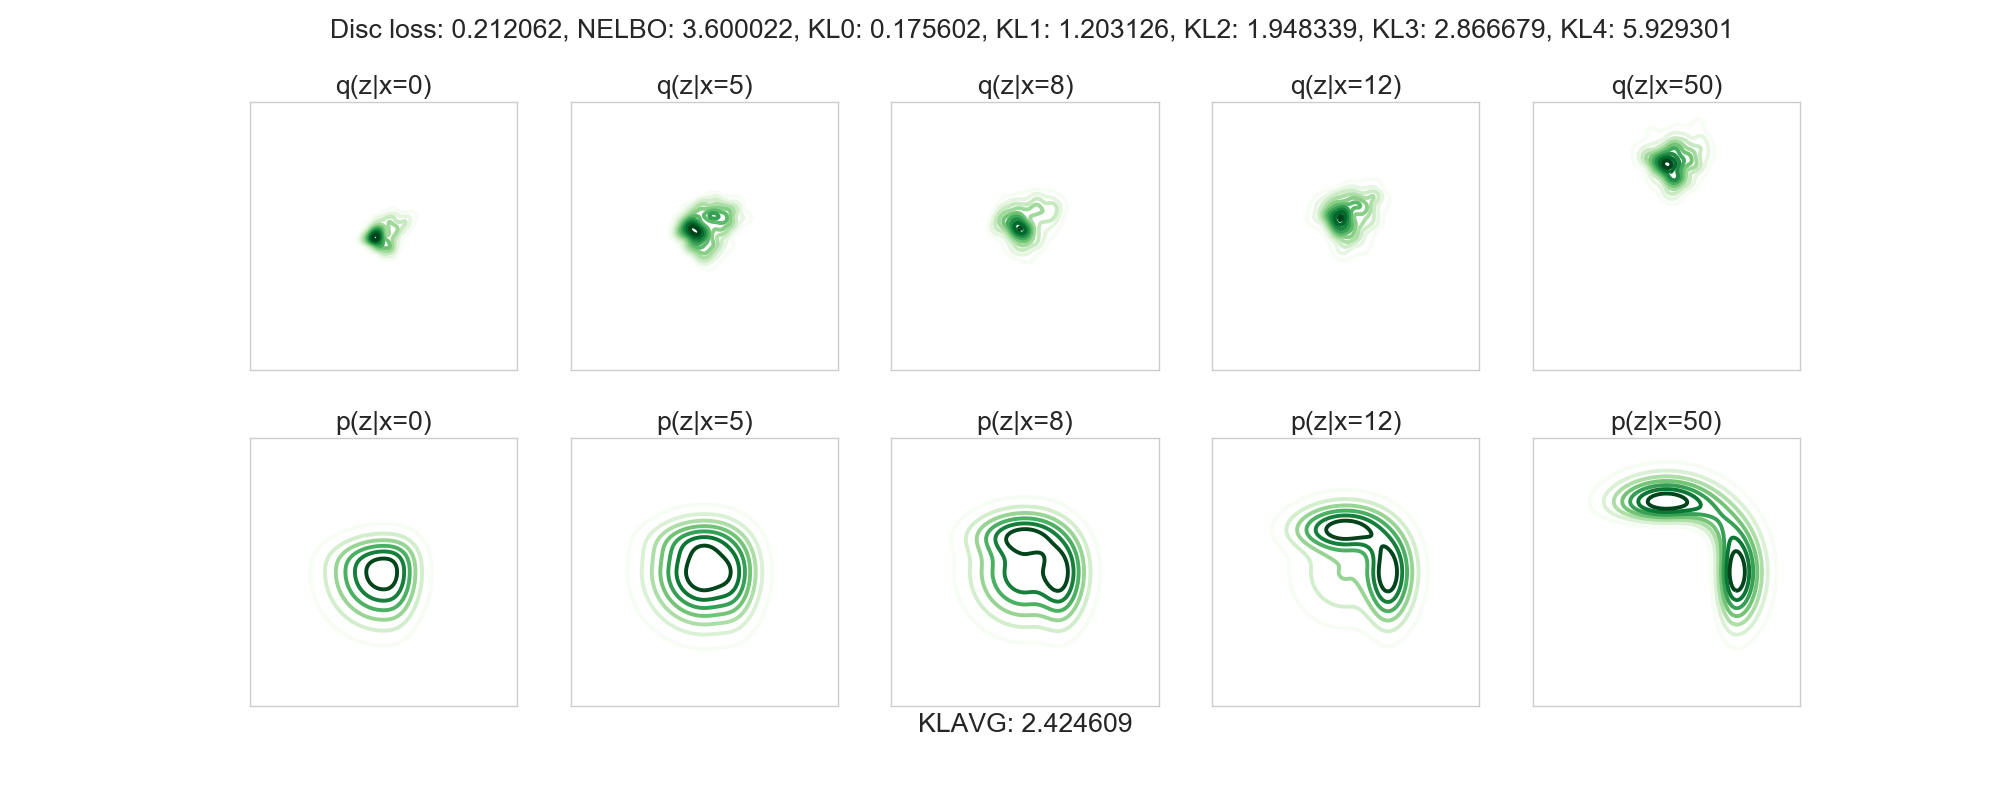 Disc loss: 0.212062, NELBO: 3.600022, KL0: 0.175602, KL1: 1.203126, KL2: 1.948339, KL3: 2.866679, KL4: 5.929301
q(z|x=0) q(z|x=5) q(z|x=8) q(z|x=12) q(z|x=50)
p(z|x=0) p(z|x=5) p(z|x=8) p(z|x=12) p(z|x=50)
KLAVG: 2.424609